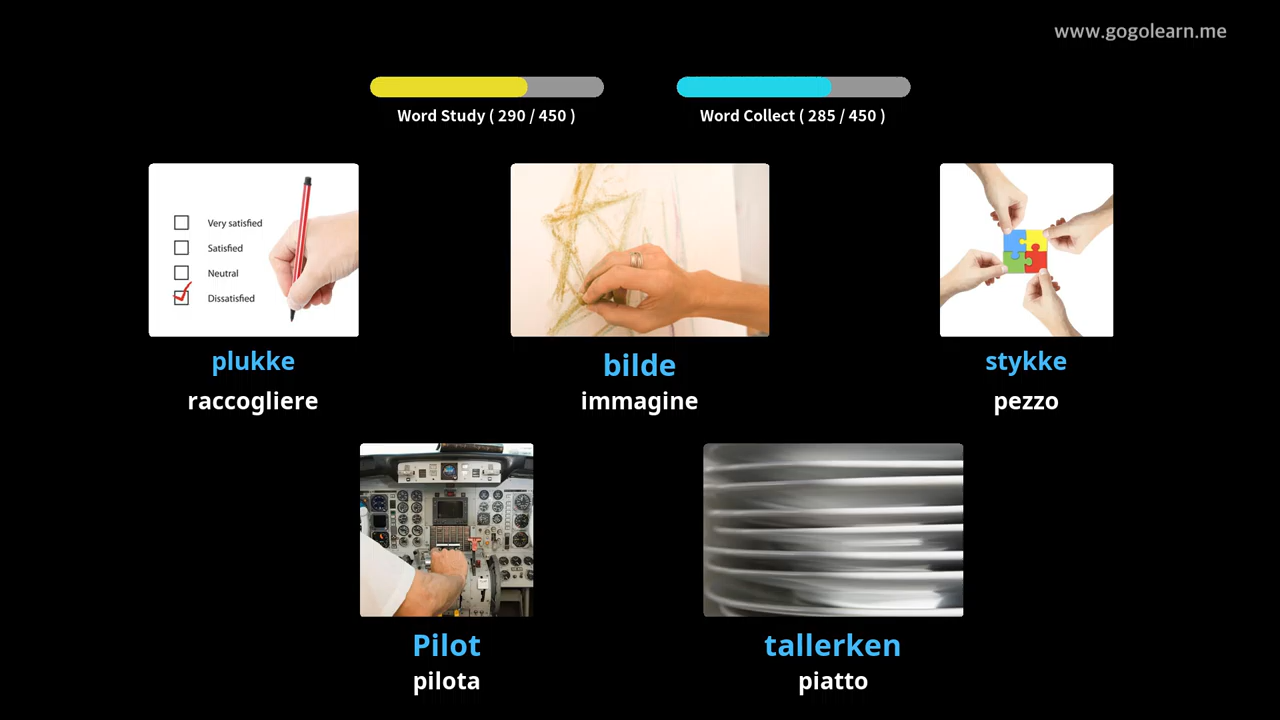 www.gogolearn.me
Word Study ( 290 / 450 )
Word Collect ( 285 / 450 )
Very satisfied
Satisfied
Neutral
Dissatisfied
plukke
raccogliere
bilde
immagine
stykke
pezzo
Pilot
pilota
tallerken
piatto